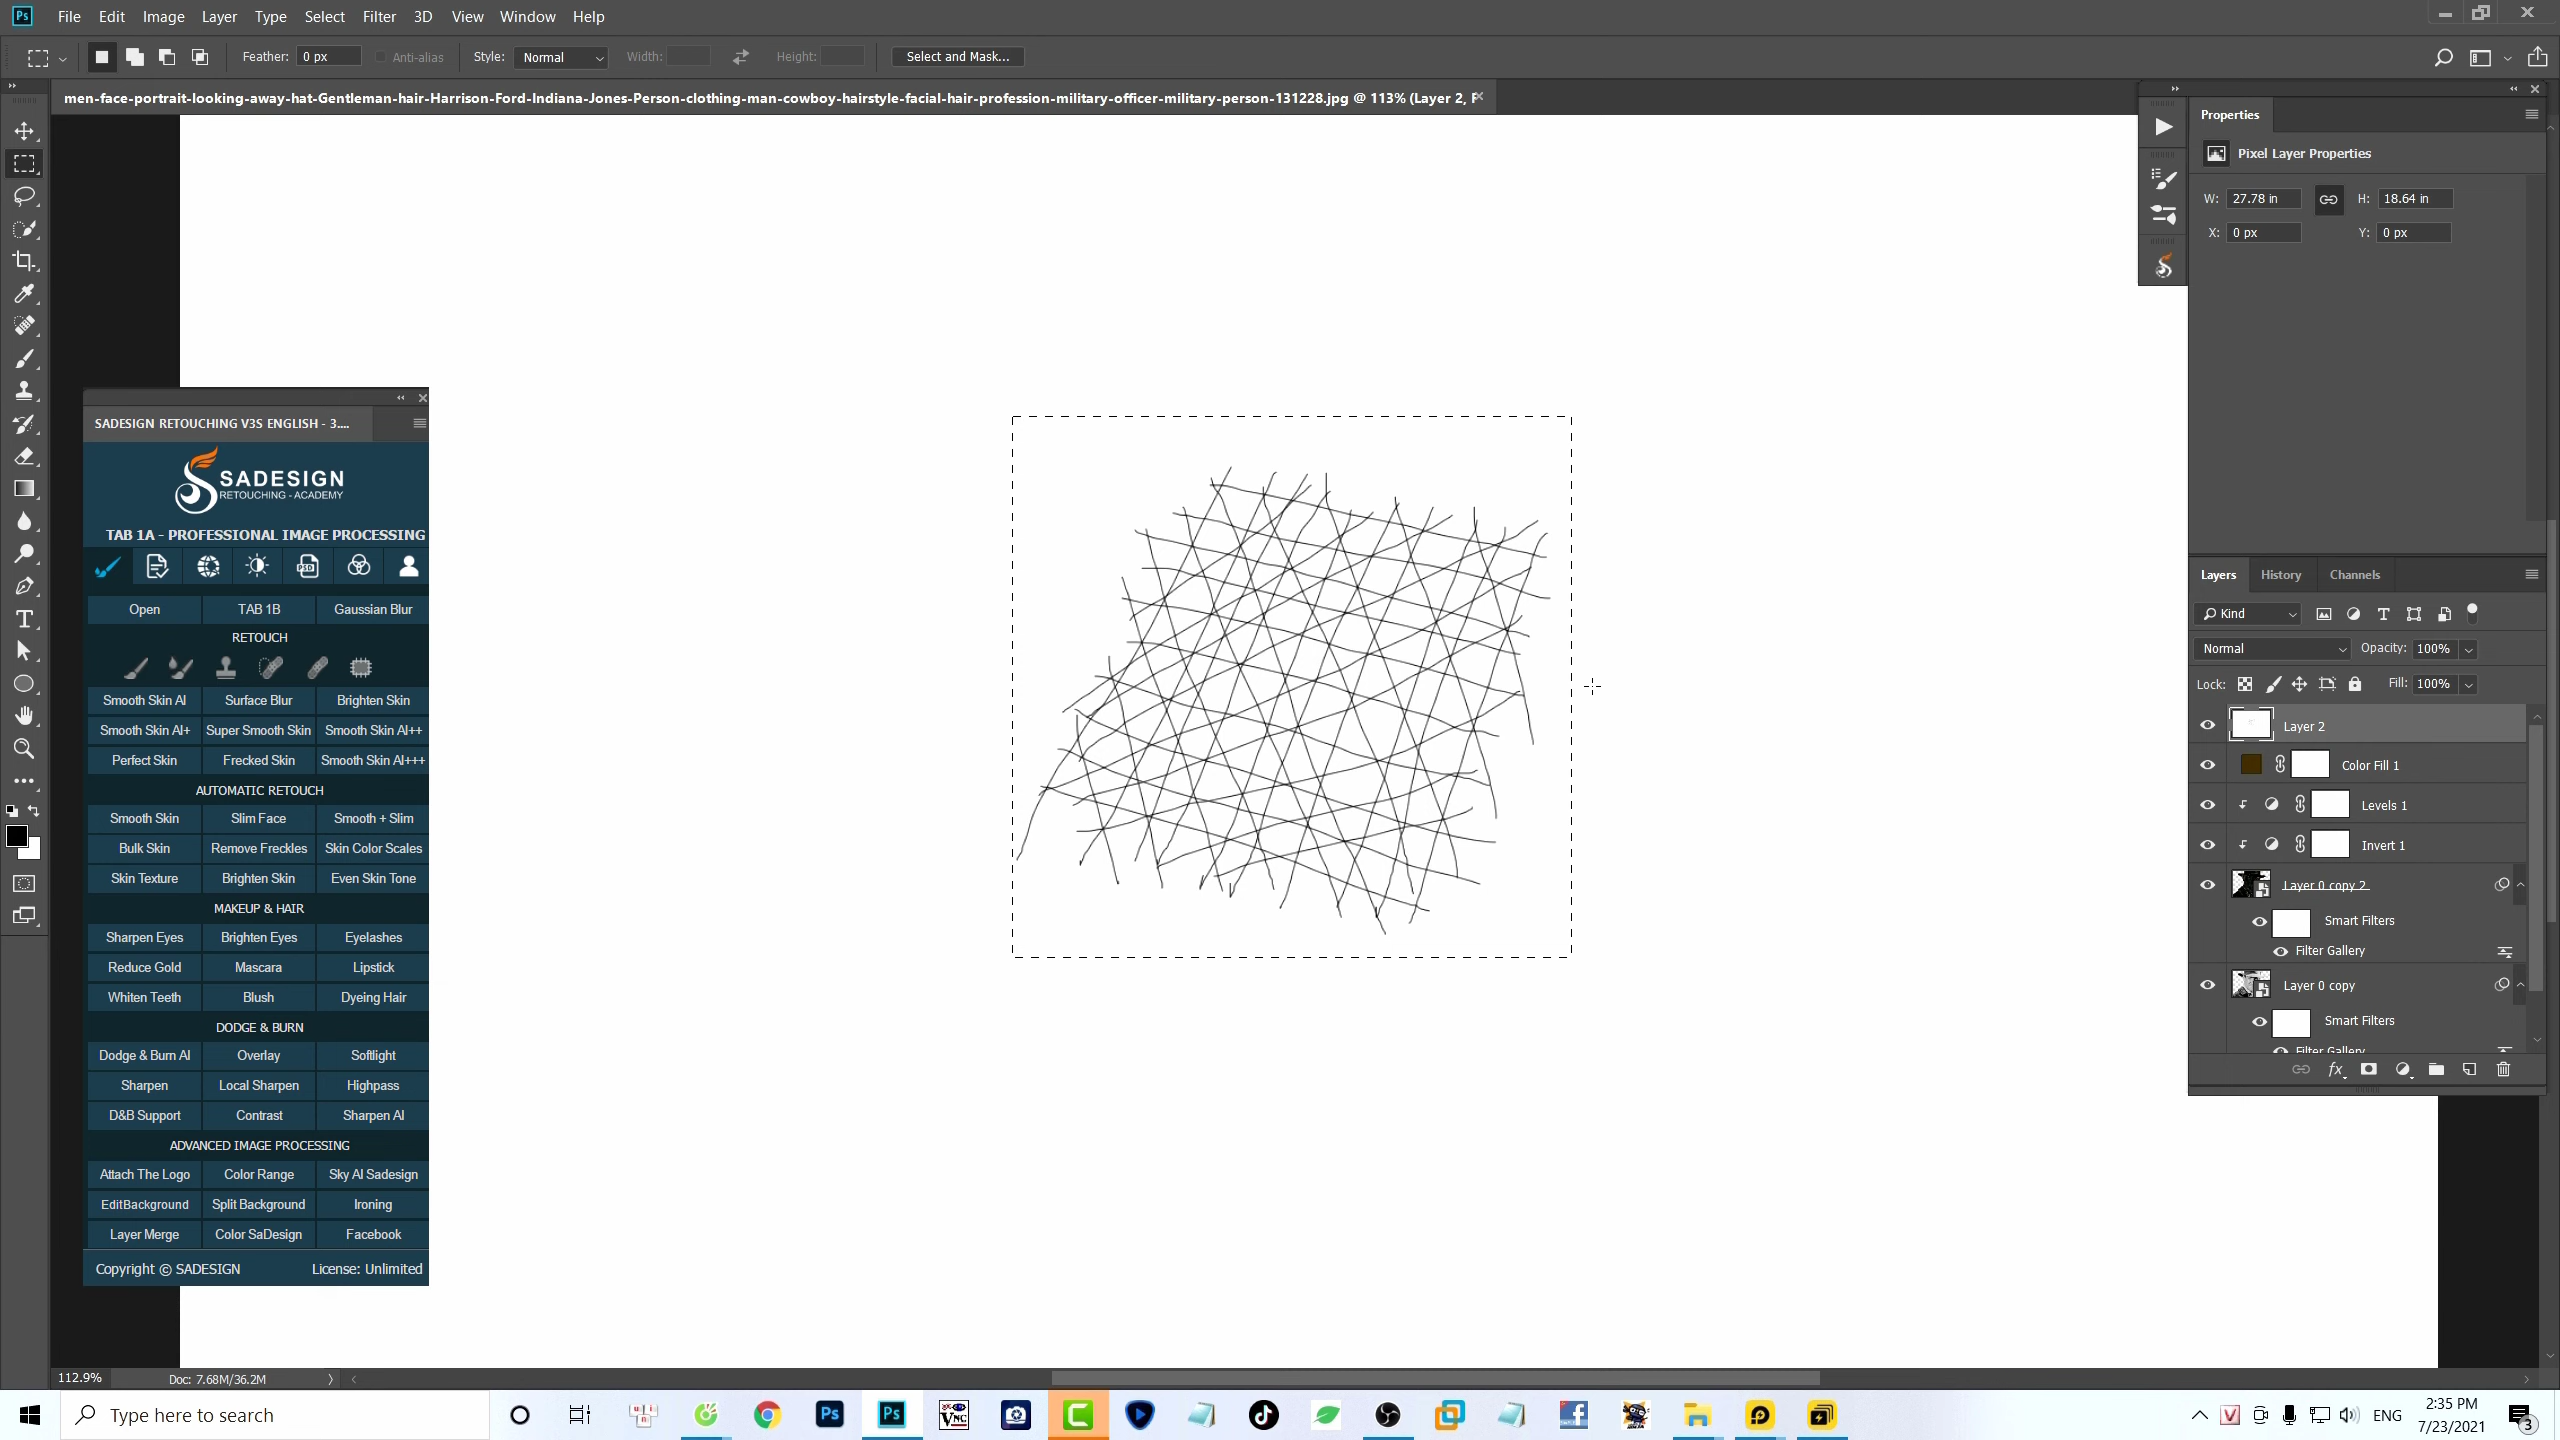 Ps File Edit Image Layer Type Select Filter 3D View Window Help
Feather: 0 px Anti-alias Style: Normal Width: Height: Select and Mask...
men-face-portrait-looking-away-hat-Gentleman-hair-Harrison-Ford-Indiana-Jones-Person-clothing-man-cowboy-hairstyle-facial-hair-profession-military-officer-military-person-131228.jpg @ 113% (Layer 2,
Properties
Pixel Layer Properties
W: 27.78 in H: 18.64 in
X: 0 px Y: 0 px
SADESIGN RETOUCHING V3S ENGLISH - 3....
SADESIGN
RETOUCHING - ACADEMY
TAB 1A - PROFESSIONAL IMAGE PROCESSING
PSD
Open TAB 1B Gaussian Blur
RETOUCH
Smooth Skin AI Surface Blur Brighten Skin
Smooth Skin AI+ Super Smooth Skin Smooth Skin AI++
Perfect Skin Frecked Skin Smooth Skin AI+++
AUTOMATIC RETOUCH
Smooth Skin Slim Face Smooth + Slim
Bulk Skin Remove Freckles Skin Color Scales
Skin Texture Brighten Skin Even Skin Tone
MAKEUP & HAIR
Sharpen Eyes Brighten Eyes Eyelashes
Reduce Gold Mascara Lipstick
Whiten Teeth Blush Dyeing Hair
DODGE & BURN
Dodge & Burn AI Overlay Softlight
Sharpen Local Sharpen Highpass
D&B Support Contrast Sharpen AI
ADVANCED IMAGE PROCESSING
Attach The Logo Color Range Sky AI Sadesign
EditBackground Split Background Ironing
Layer Merge Color SaDesign Facebook
Copyright © SADESIGN License: Unlimited
Layers History Channels
Kind
Normal Opacity: 100%
Lock: Fill: 100%
Layer 2
Color Fill 1
Levels 1
Invert 1
Layer 0 copy 2
Smart Filters
Filter Gallery
Layer 0 copy
Smart Filters
Filter Gallery
fx
112.9% Doc: 7.68M/36.2M
Type here to search
Ps Ps VNC
ENG
2:35 PM
7/23/2021
3